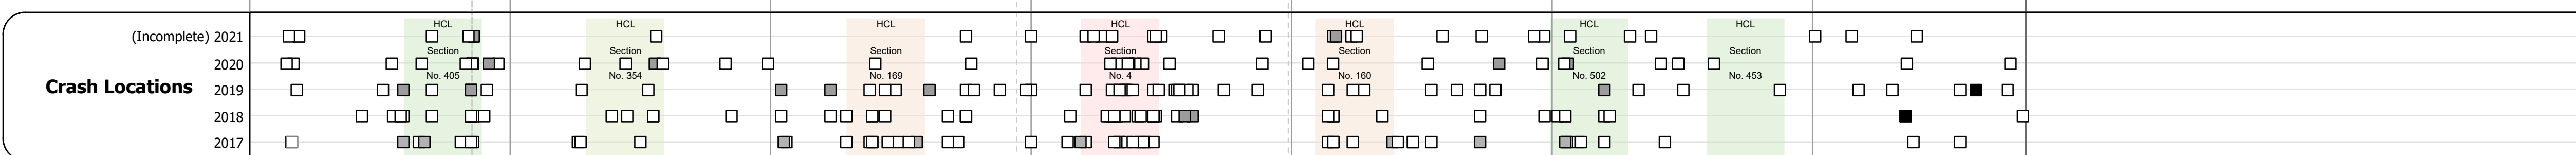 Crash Locations
(Incomplete) 2021
2020
2019
2018
2017
HCL
Section
No. 405
HCL
Section
No. 354
HCL
Section
No. 169
HCL
Section
No. 4
HCL
Section
No. 160
HCL
Section
No. 502
HCL
Section
No. 453